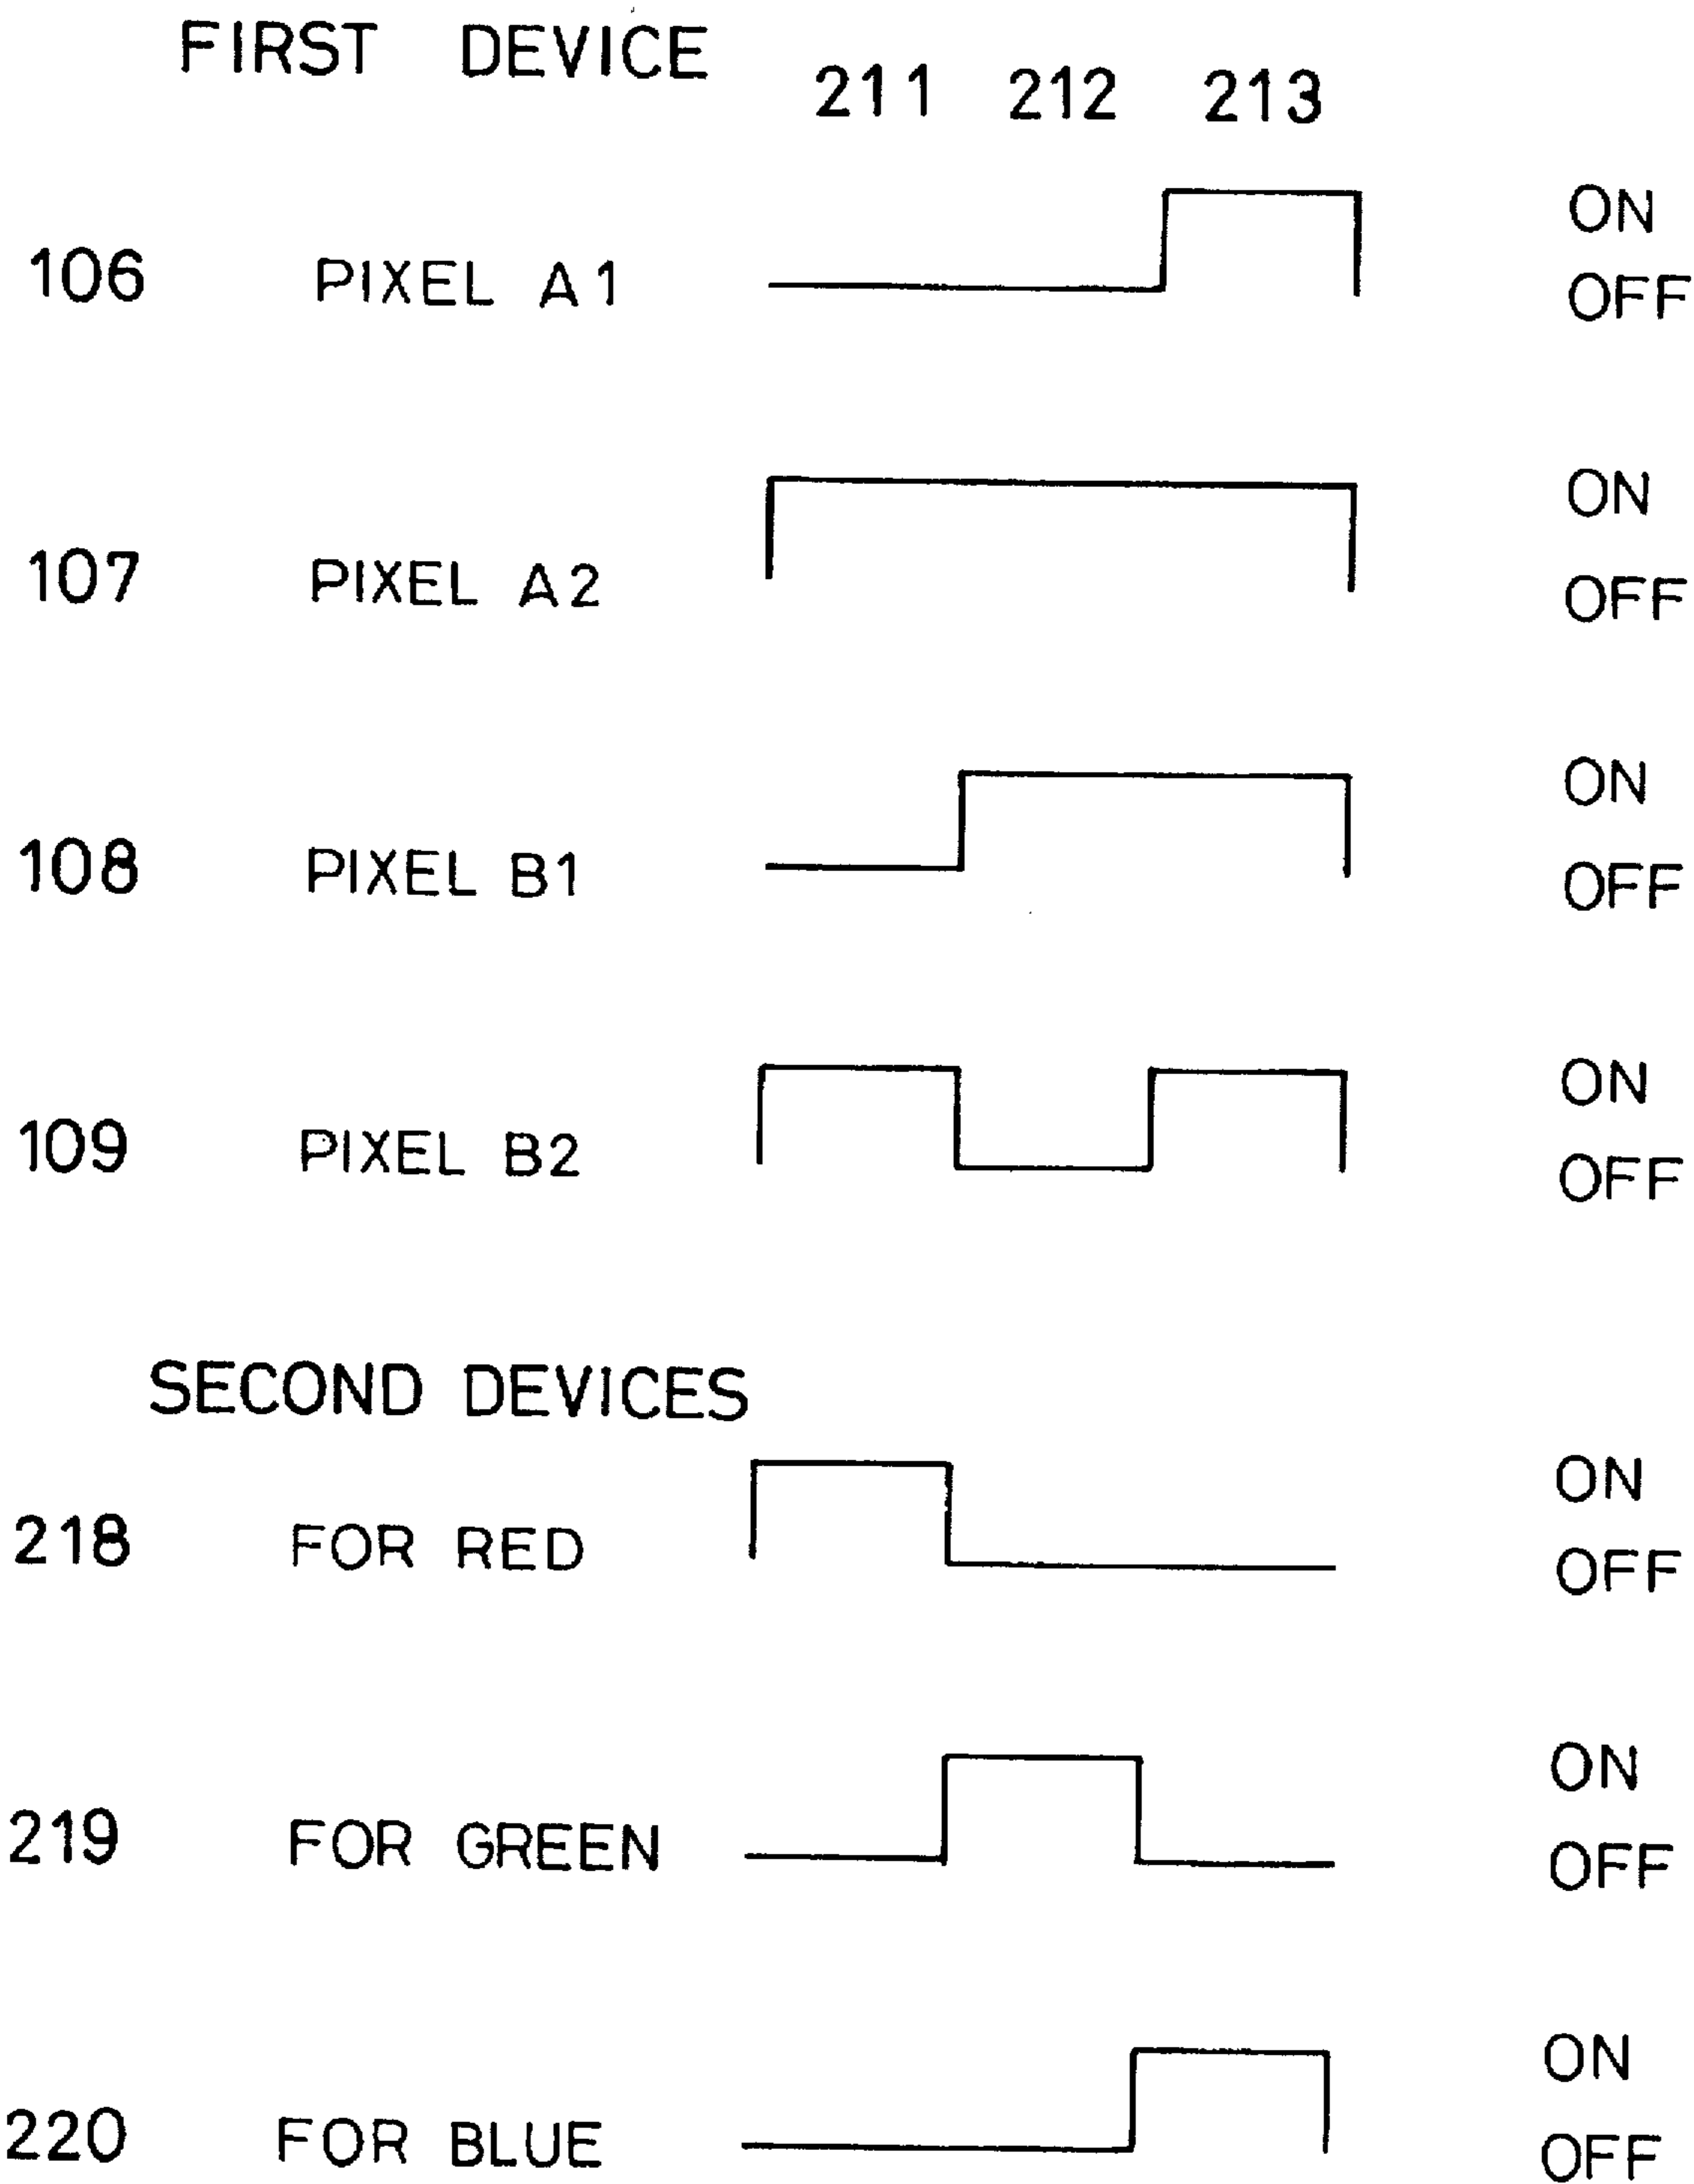 FIRST DEVICE
211 212 213
ON
106 PIXEL A1 OFF
ON
107 PIXEL A2 OFF
ON
108 PIXEL B1 OFF
ON
109 PIXEL B2 OFF
SECOND DEVICES
ON
218 FOR RED OFF
ON
219 FOR GREEN OFF
ON
220 FOR BLUE OFF